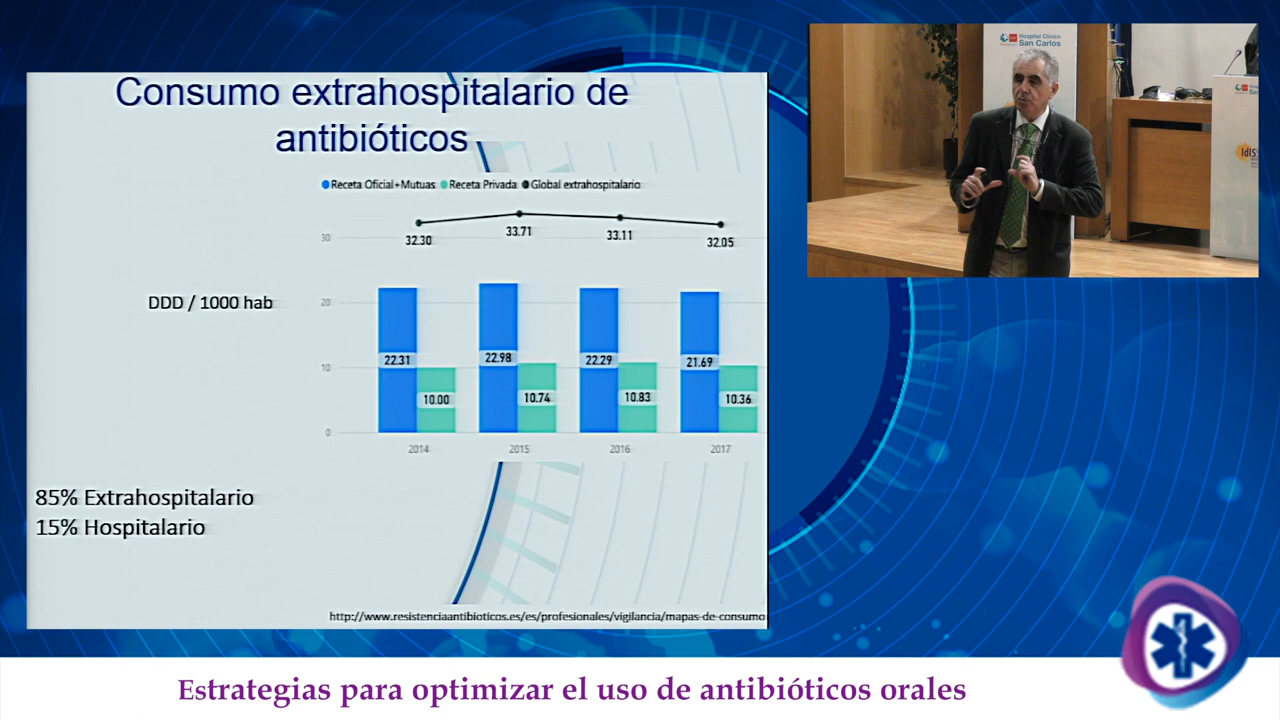 Consumo extrahospitalario de
antibióticos
Receta Oficial+Mutuas Receta Privada Global extrahospitalario
32.30
33.71
33.11
32.05
30
20
10
0
DDD / 1000 hab
22.31
10.00
22.98
10.74
22.29
10.83
21.69
10.36
2014
2015
2016
2017
85% Extrahospitalario
15% Hospitalario
http://www.resistenciaantibioticos.es/es/profesionales/vigilancia/mapas-de-consumo
Hospital Clínico
San Carlos
IdIS
Estrategias para optimizar el uso de antibióticos orales